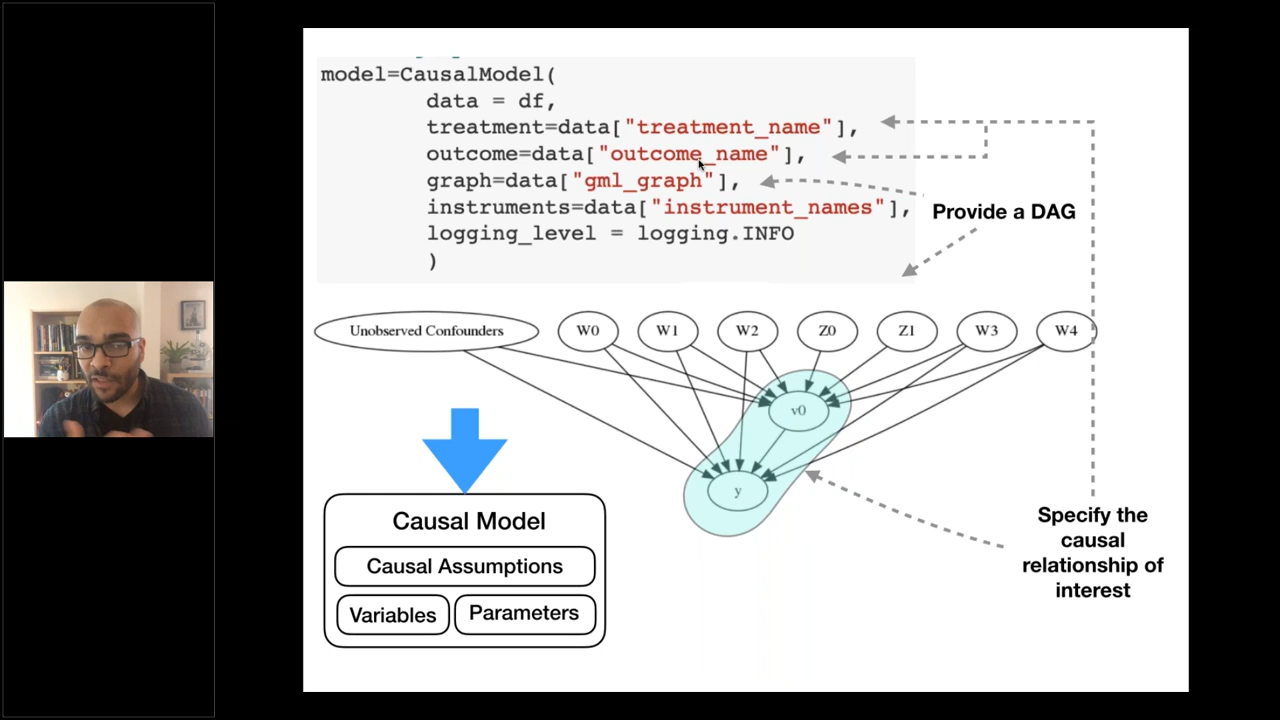 model=CausalModel(
data = df,
treatment=data["treatment_name"],
outcome=data["outcome_name"],
graph=data["gml_graph"],
instruments=data["instrument_names"],
logging_level = logging.INFO
)
Provide a DAG
Unobserved Confounders W0 W1 W2 Z0 Z1 W3 W4
v0
y
Causal Model
Causal Assumptions
Variables Parameters
Specify the
causal
relationship of
interest